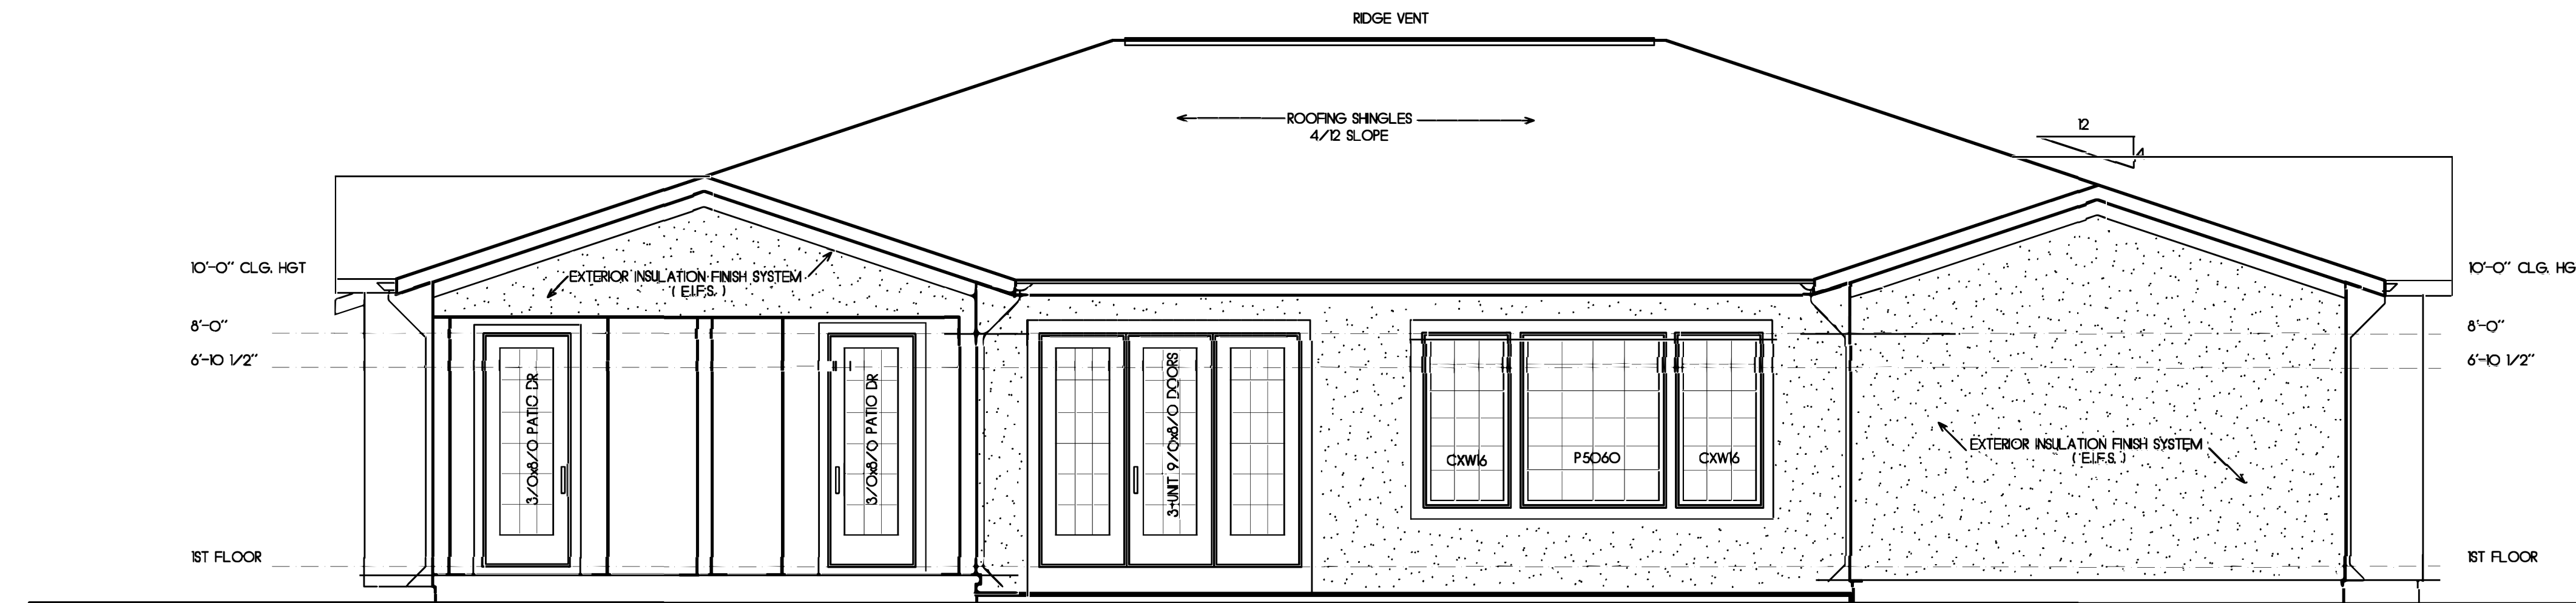 RIDGE VENT
ROOFING SHINGLES
4/12 SLOPE
12
4
10'-0" CLG. HGT
10'-0" CLG. HG
EXTERIOR INSULATION FINISH SYSTEM
( E.I.F.S. )
8'-0"
8'-0"
6'-10 1/2"
6'-10 1/2"
3/0x8/0 PATIO DR
3/0x8/0 PATIO DR
3-UNIT 9/0x8/0 DOORS
CXW16
P5060
CXW16
EXTERIOR INSULATION FINISH SYSTEM
( E.I.F.S. )
1ST FLOOR
1ST FLOOR